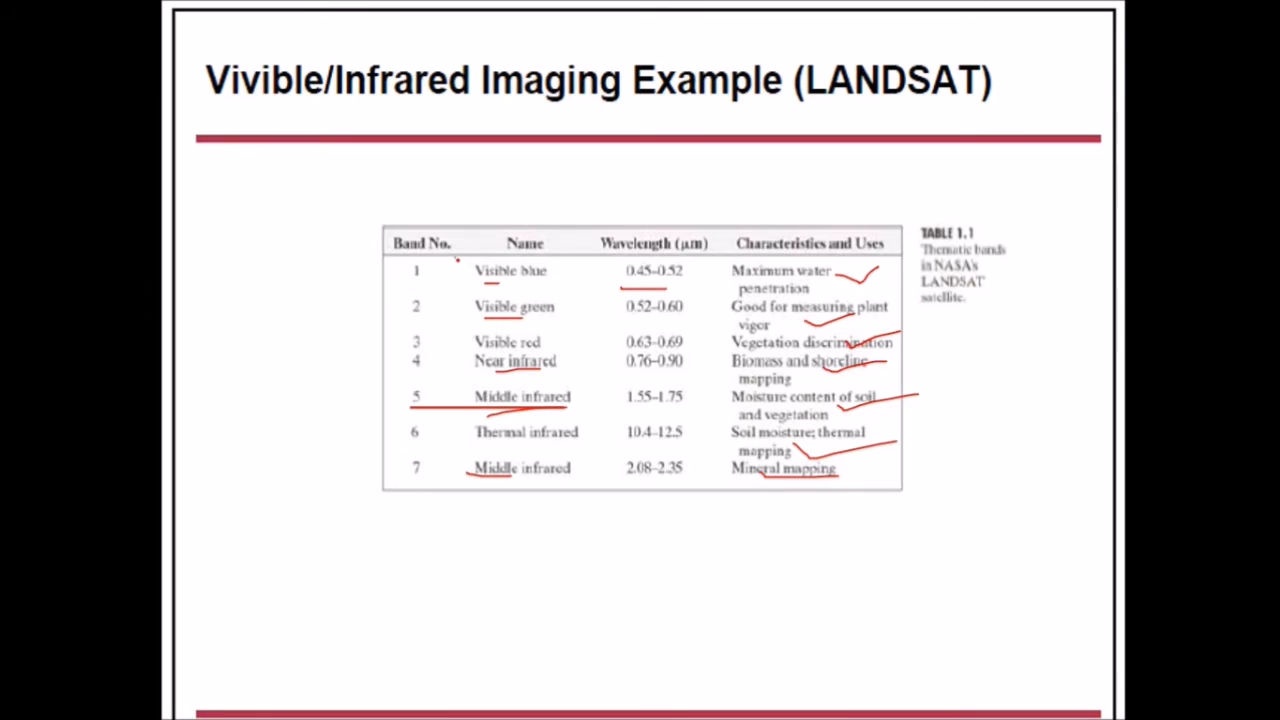 Vivible/Infrared Imaging Example (LANDSAT)
Band No. Name Wavelength (μm) Characteristics and Uses
1 Visible blue 0.45–0.52 Maximum water
penetration
2 Visible green 0.52–0.60 Good for measuring plant
vigor
3 Visible red 0.63–0.69 Vegetation discrimination
4 Near infrared 0.76–0.90 Biomass and shoreline
mapping
5 Middle infrared 1.55–1.75 Moisture content of soil
and vegetation
6 Thermal infrared 10.4–12.5 Soil moisture; thermal
mapping
7 Middle infrared 2.08–2.35 Mineral mapping
TABLE 1.1
Thematic bands
in NASA's
LANDSAT
satellite.